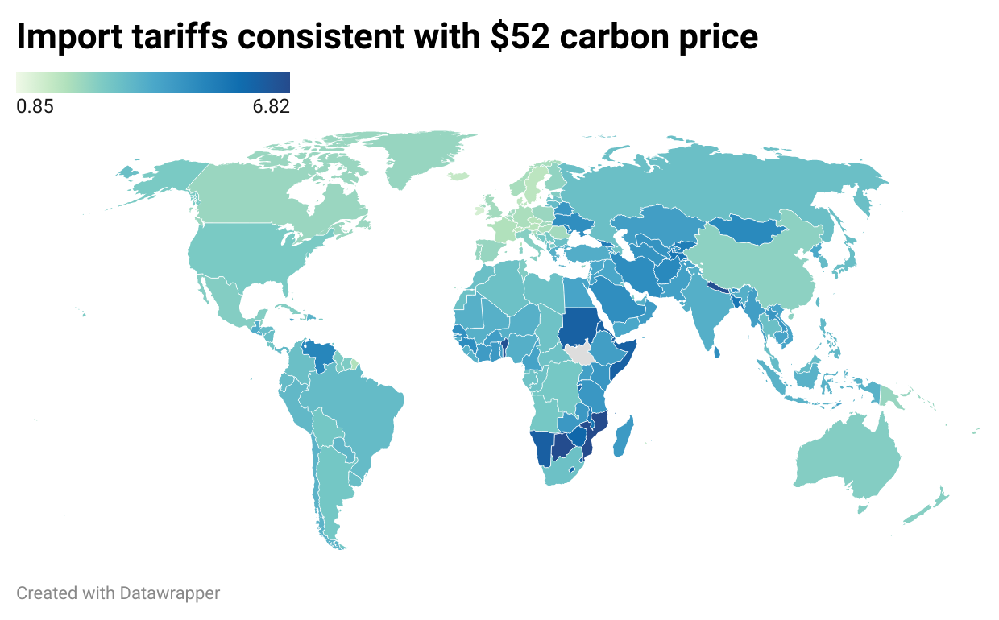 Import tariffs consistent with $52 carbon price
0.85 6.82
Created with Datawrapper